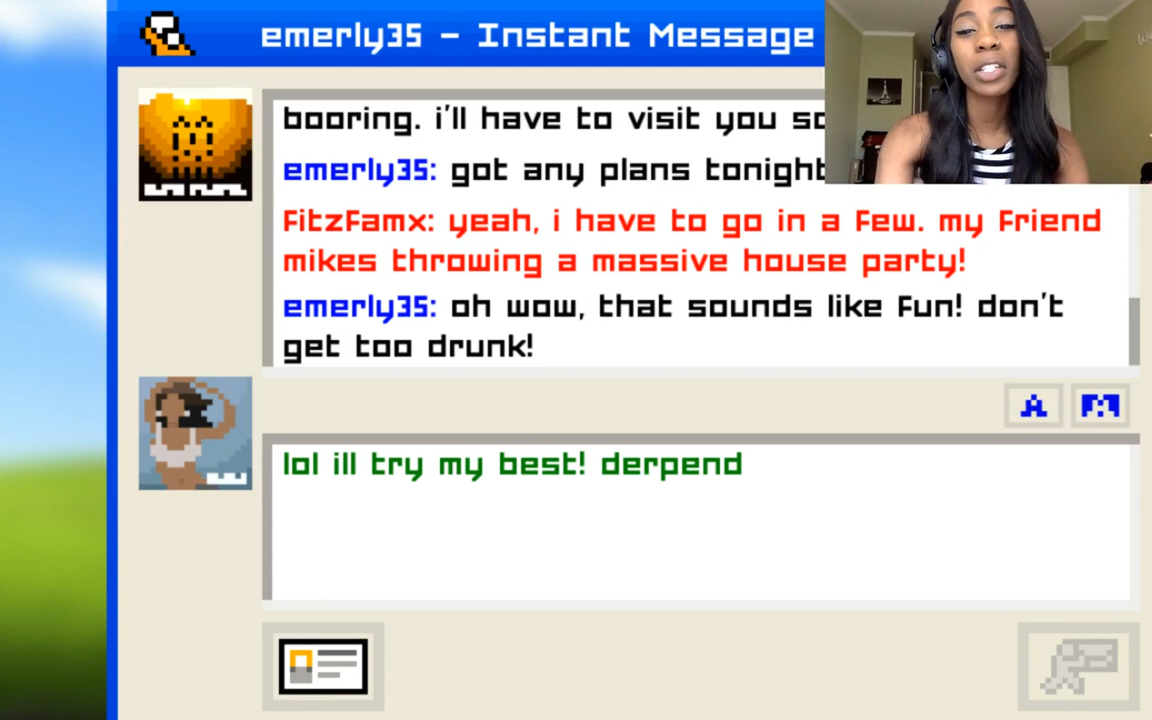 emerly35 - Instant Message
booring. i'll have to visit you
emerly35: got any plans tonight
FitzFamx: yeah, i have to go in a Few. my Friend
mikes throwing a massive house party!
emerly35: oh wow, that sounds like Fun! don't
get too drunk!
A
lol ill try my best! derpend